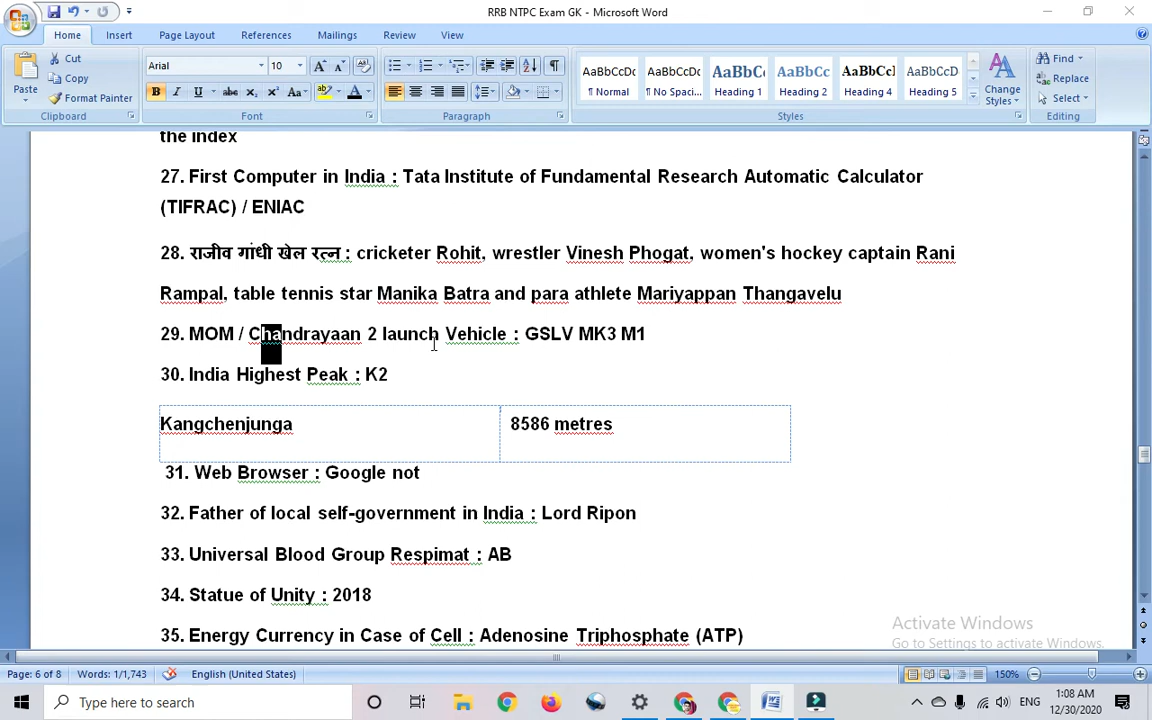 RRB NTPC Exam GK - Microsoft Word
Home Insert Page Layout References Mailings Review View
Paste
Cut
Copy
Format Painter
Clipboard
Arial 10
Font
Paragraph
AaBbCcDc AaBbCcDc AaBbCc AaBbCc AaBbCcI AaBbCcD
¶ Normal ¶ No Spaci... Heading 1 Heading 2 Heading 4 Heading 5
Styles
Change Styles
Find
Replace
Select
Editing
the index
27. First Computer in India : Tata Institute of Fundamental Research Automatic Calculator
(TIFRAC) / ENIAC
28. राजीव गांधी खेल रत्न : cricketer Rohit, wrestler Vinesh Phogat, women's hockey captain Rani
Rampal, table tennis star Manika Batra and para athlete Mariyappan Thangavelu
29. MOM / Chandrayaan 2 launch Vehicle : GSLV MK3 M1
30. India Highest Peak : K2
Kangchenjunga 8586 metres
31. Web Browser : Google not
32. Father of local self-government in India : Lord Ripon
33. Universal Blood Group Respimat : AB
34. Statue of Unity : 2018
35. Energy Currency in Case of Cell : Adenosine Triphosphate (ATP)
Activate Windows
Go to Settings to activate Windows.
Page: 6 of 8 Words: 1/1,743 English (United States) 150%
Type here to search
ENG
1:08 AM
12/30/2020